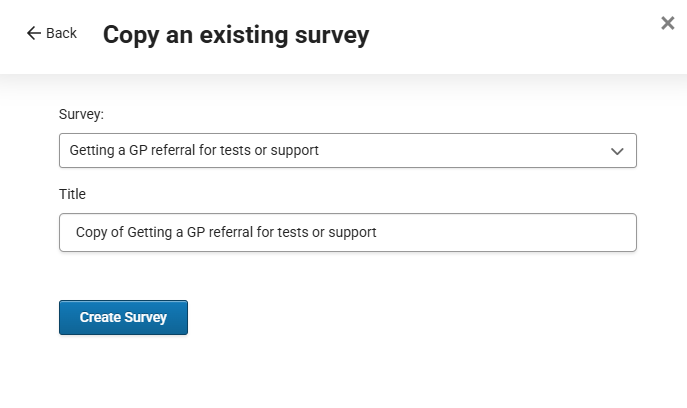 Back
Copy an existing survey
Survey:
Getting a GP referral for tests or support
Title
Copy of Getting a GP referral for tests or support
Create Survey